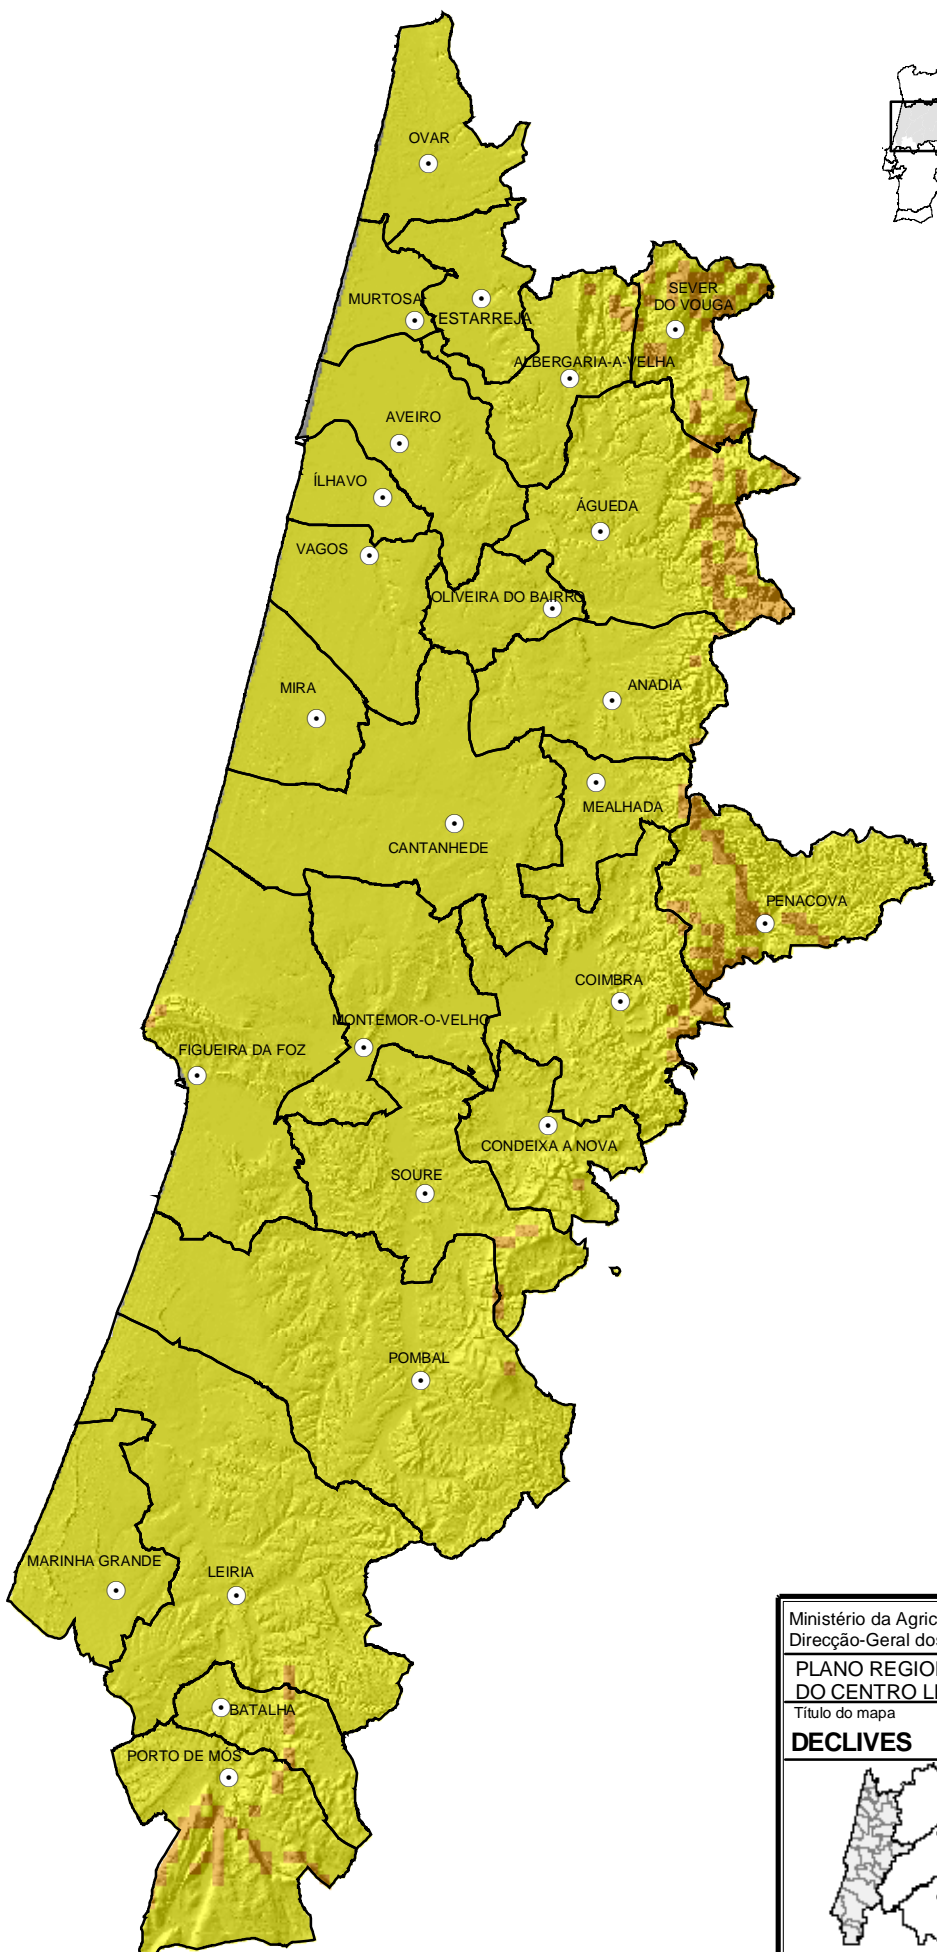 OVAR
MURTOSA
ESTARREJA
SEVER
DO VOUGA
ALBERGARIA-A-VELHA
AVEIRO
ÍLHAVO
ÁGUEDA
VAGOS
OLIVEIRA DO BAIRRO
MIRA
ANADIA
MEALHADA
CANTANHEDE
PENACOVA
COIMBRA
MONTEMOR-O-VELHO
FIGUEIRA DA FOZ
CONDEIXA A NOVA
SOURE
POMBAL
MARINHA GRANDE
LEIRIA
BATALHA
PORTO DE MÓS
Ministério da Agric
Direcção-Geral dos
PLANO REGIO
DO CENTRO LI
Título do mapa
DECLIVES